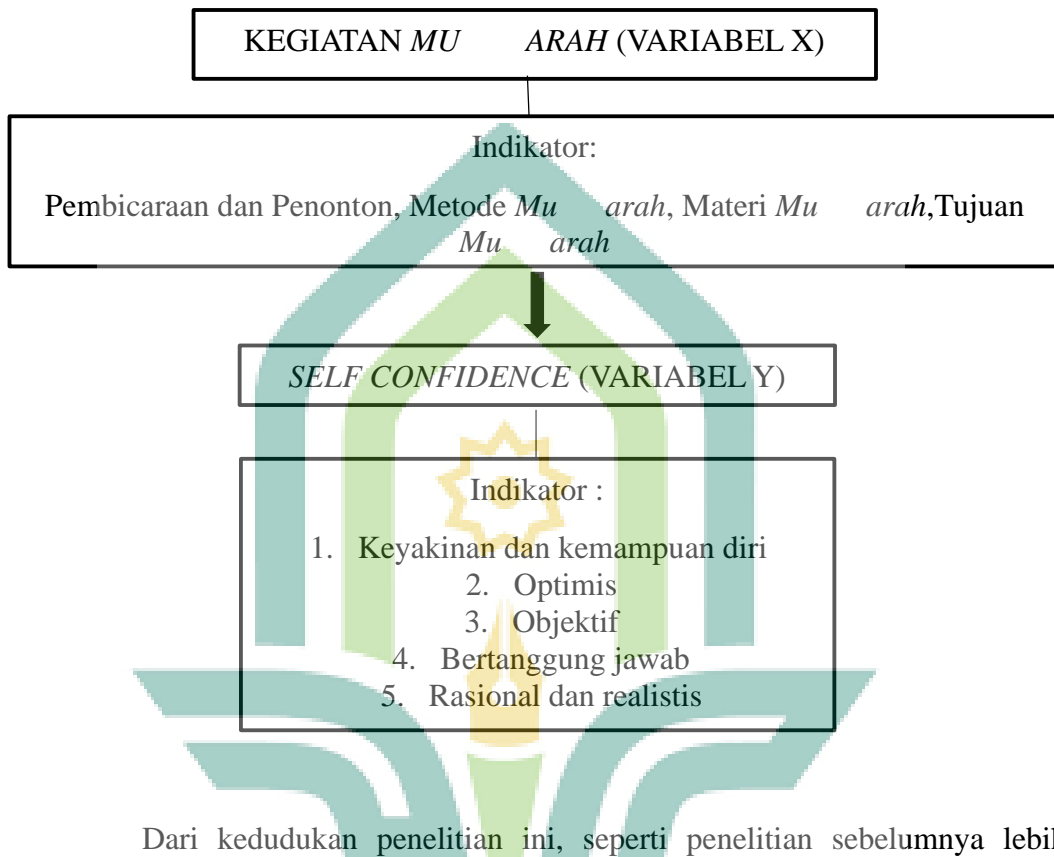 KEGIATAN MU ARAH (VARIABEL X)
Indikator:
Pembicaraan dan Penonton, Metode Mu arah, Materi Mu arah,Tujuan
Mu arah
SELF CONFIDENCE (VARIABEL Y)
Indikator :
1. Keyakinan dan kemampuan diri
2. Optimis
3. Objektif
4. Bertanggung jawab
5. Rasional dan realistis
Dari kedudukan penelitian ini, seperti penelitian sebelumnya lebih